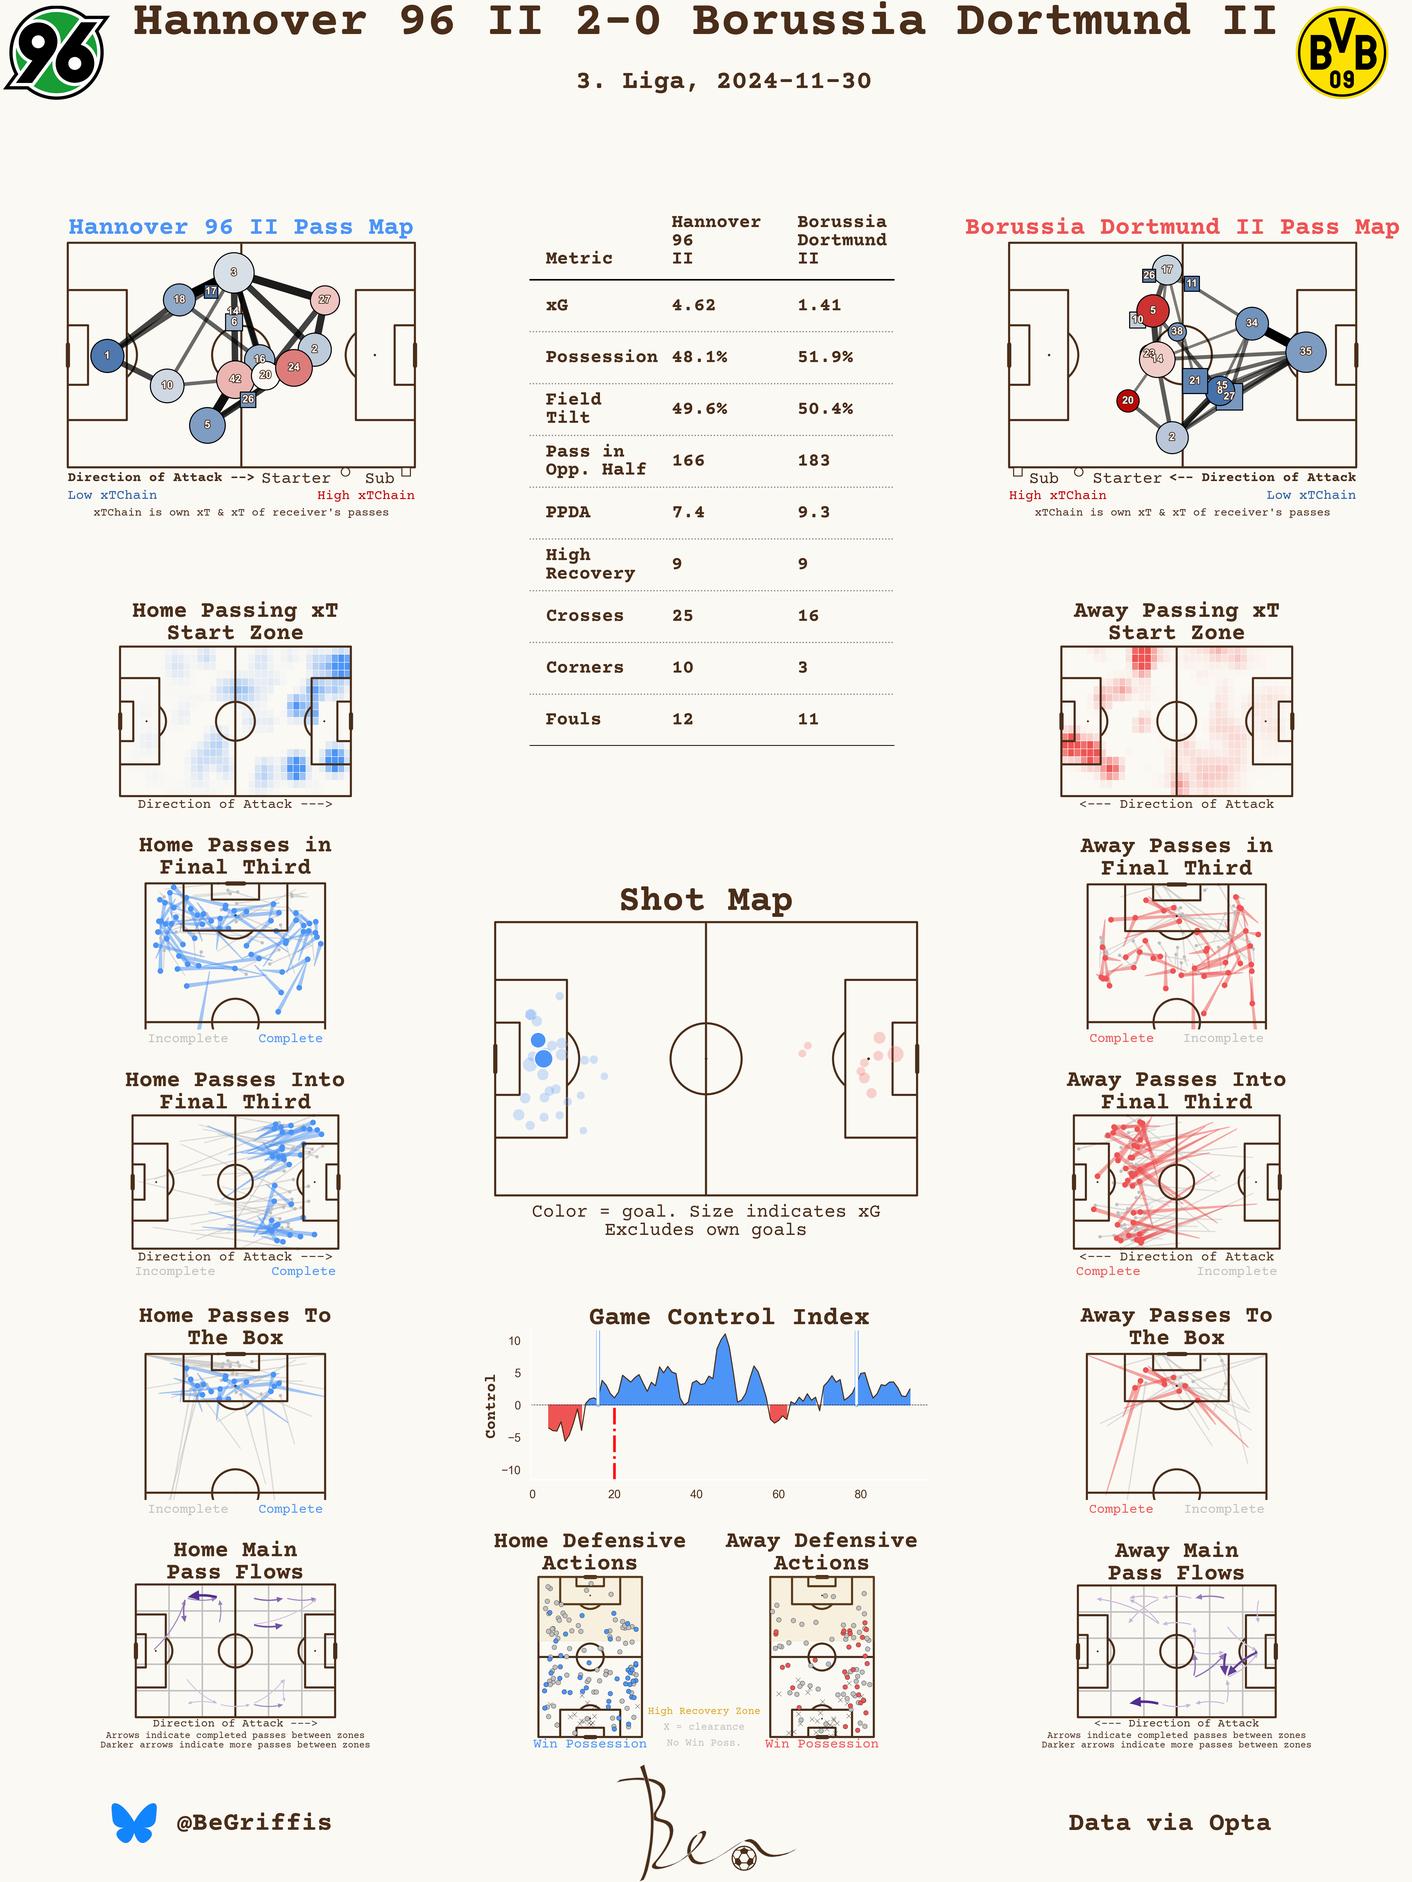 Hannover 96 II 2-0 Borussia Dortmund II
3. Liga, 2024-11-30
96
BVB
09
Hannover 96 II Pass Map
3
18
17
27
14
6
1
16
2
24
20
10
42
26
5
Direction of Attack --> Starter Sub
Low xTChain High xTChain
xTChain is own xT & xT of receiver's passes
Metric Hannover 96 II Borussia Dortmund II
xG 4.62 1.41
Possession 48.1% 51.9%
Field Tilt 49.6% 50.4%
Pass in Opp. Half 166 183
PPDA 7.4 9.3
High Recovery 9 9
Crosses 25 16
Corners 10 3
Fouls 12 11
Borussia Dortmund II Pass Map
26
17
11
5
10
38
34
23
14
35
21
15
8
27
20
2
Sub Starter <-- Direction of Attack
High xTChain Low xTChain
xTChain is own xT & xT of receiver's passes
Home Passing xT
Start Zone
Direction of Attack --->
Away Passing xT
Start Zone
<--- Direction of Attack
Home Passes in
Final Third
Incomplete Complete
Away Passes in
Final Third
Complete Incomplete
Shot Map
Color = goal. Size indicates xG
Excludes own goals
Home Passes Into
Final Third
Direction of Attack --->
Incomplete Complete
Away Passes Into
Final Third
<--- Direction of Attack
Complete Incomplete
Home Passes To
The Box
Incomplete Complete
Game Control Index
Control
10
5
0
−5
−10
0 20 40 60 80
Away Passes To
The Box
Complete Incomplete
Home Main
Pass Flows
Direction of Attack --->
Arrows indicate completed passes between zones
Darker arrows indicate more passes between zones
Home Defensive
Actions
Win Possession
Away Defensive
Actions
Win Possession
High Recovery Zone
X = clearance
No Win Poss.
Away Main
Pass Flows
<--- Direction of Attack
Arrows indicate completed passes between zones
Darker arrows indicate more passes between zones
@BeGriffis
Ben
Data via Opta